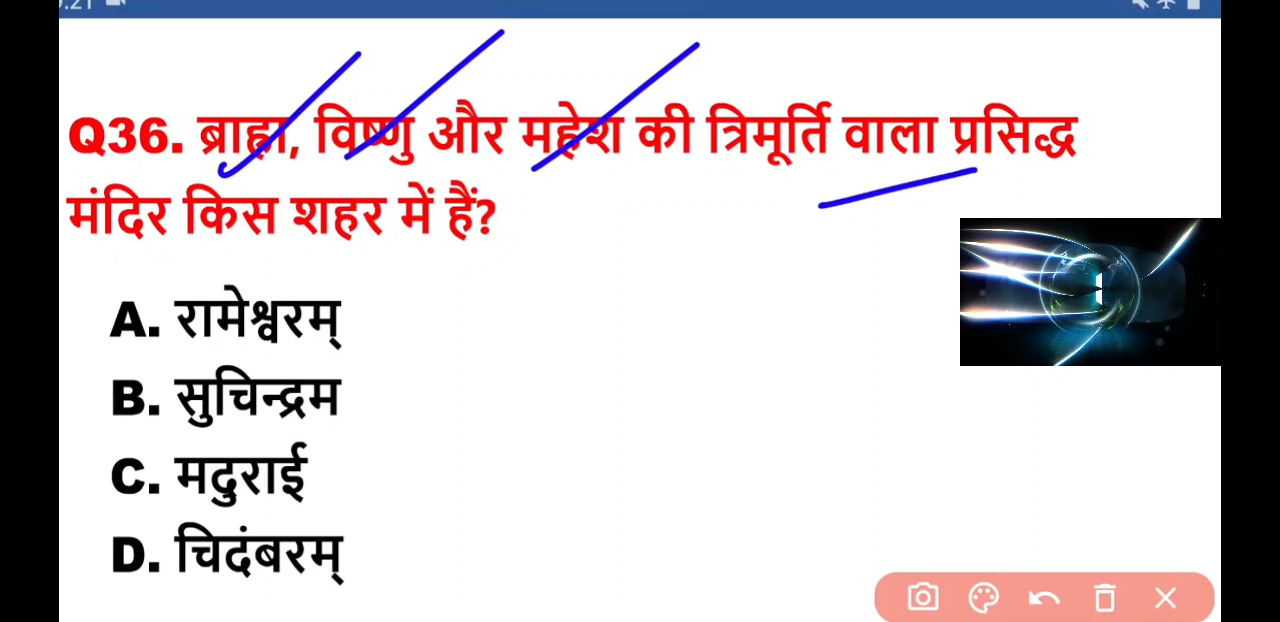 Q36. ब्राह्मा, विष्णु और महेश की त्रिमूर्ति वाला प्रसिद्ध
मंदिर किस शहर में हैं?
A. रामेश्वरम्
B. सुचिन्द्रम
C. मदुराई
D. चिदंबरम्